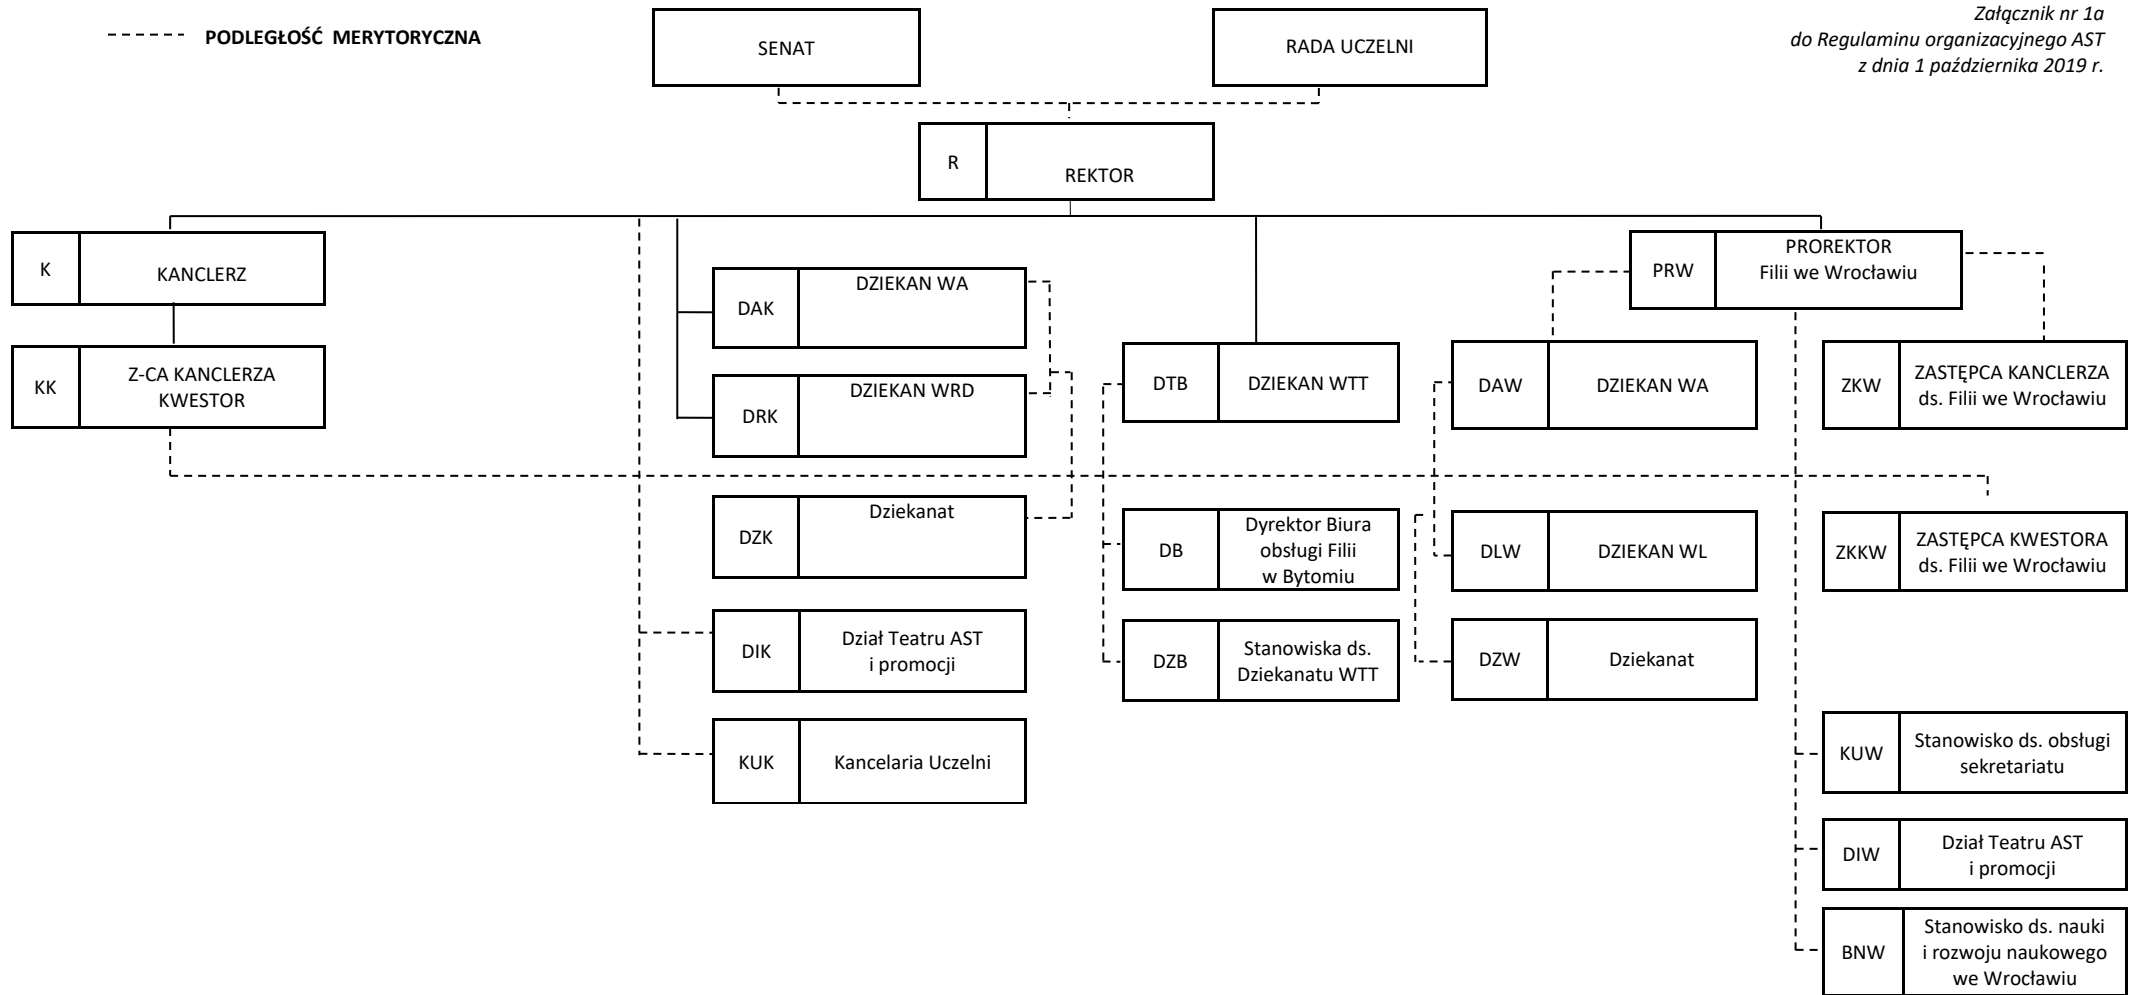 PODLEGŁOŚĆ MERYTORYCZNA
SENAT
RADA UCZELNI
Załącznik nr 1a
do Regulaminu organizacyjnego AST
z dnia 1 października 2019 r.
R
REKTOR
K
KANCLERZ
PRW
PROREKTOR
Filii we Wrocławiu
DAK
DZIEKAN WA
KK
Z-CA KANCLERZA
KWESTOR
DRK
DZIEKAN WRD
DTB
DZIEKAN WTT
DAW
DZIEKAN WA
ZKW
ZASTĘPCA KANCLERZA
ds. Filii we Wrocławiu
DZK
Dziekanat
DB
Dyrektor Biura
obsługi Filii
w Bytomiu
DLW
DZIEKAN WL
ZKKW
ZASTĘPCA KWESTORA
ds. Filii we Wrocławiu
DIK
Dział Teatru AST
i promocji
DZB
Stanowiska ds.
Dziekanatu WTT
DZW
Dziekanat
KUK
Kancelaria Uczelni
KUW
Stanowisko ds. obsługi
sekretariatu
DIW
Dział Teatru AST
i promocji
BNW
Stanowisko ds. nauki
i rozwoju naukowego
we Wrocławiu